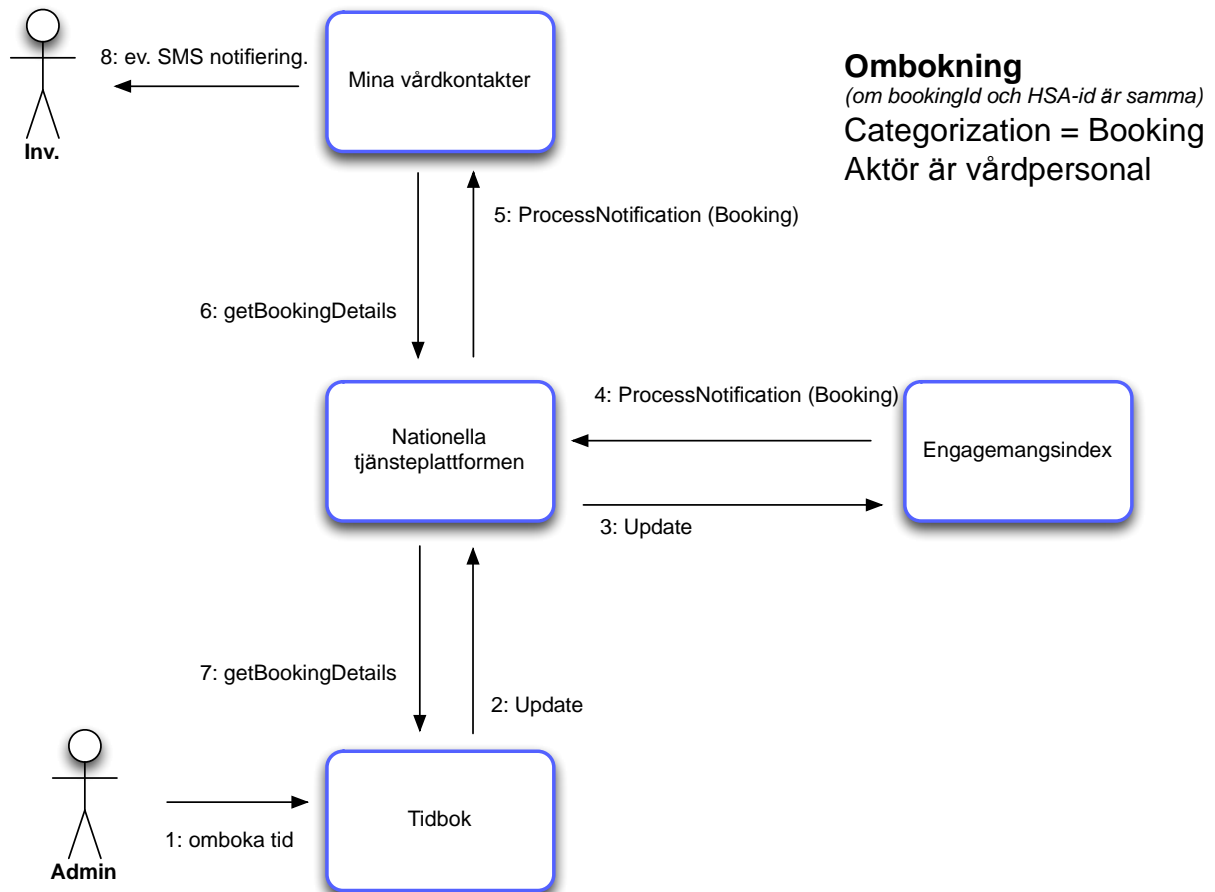 8: ev. SMS notifiering.
Inv.
Mina vårdkontakter
Ombokning
(om bookingId och HSA-id är samma)
Categorization = Booking
Aktör är vårdpersonal
5: ProcessNotification (Booking)
6: getBookingDetails
4: ProcessNotification (Booking)
Nationella
tjänsteplattformen
Engagemangsindex
3: Update
7: getBookingDetails
2: Update
Admin
1: omboka tid
Tidbok